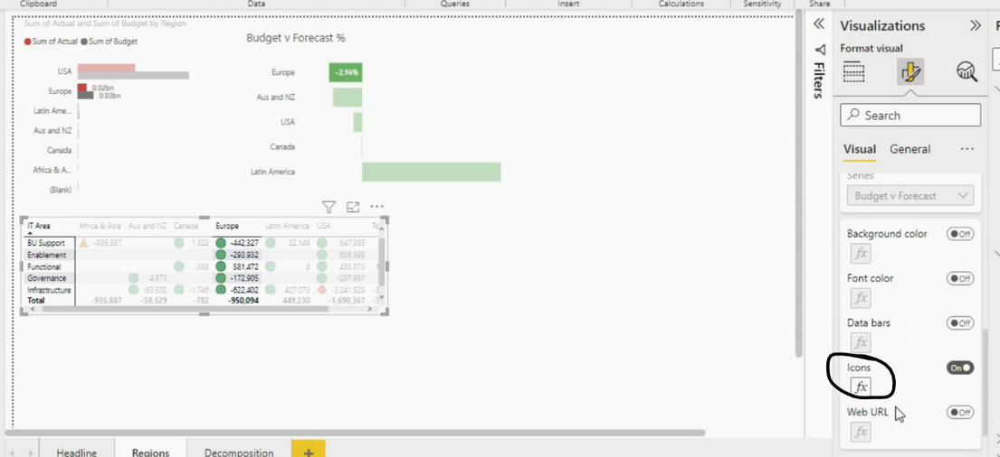 Clipboard Data Queries Insert Calculations Sensitivity Share
Sum of Actual and Sum of Budget by Region
Sum of Actual Sum of Budget
USA
Europe 0.02bn
0.03bn
Latin Ame...
Aus and NZ
Canada
Africa & A...
(Blank)
Budget v Forecast %
Europe -2.94%
Aus and NZ
USA
Canada
Latin America
IT Area Africa & Asia Aus and NZ Canada Europe Latin America USA
BU Support -935,887 1,322 -442,327 22,149 647,393
Enablement -293,932 656,599
Functional -358 581,472 8 455,073
Governance 4,973 -172,905 -207,897
Infrastructure -63,502 -1,746 -622,402 427,073 -3,241,529
Total -935,887 -58,529 -782 -950,094 449,230 -1,690,361
Headline Regions Decomposition +
Filters
Visualizations
Format visual
Search
Visual General
Series
Budget v Forecast
Background color Off
fx
Font color Off
fx
Data bars Off
fx
Icons On
fx
Web URL Off
fx